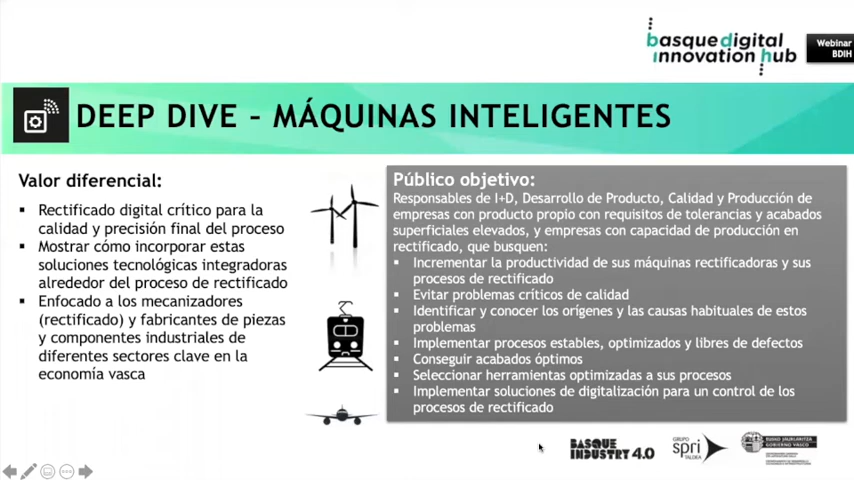 basque digital
innovation hub
Webinar
BDIH
DEEP DIVE - MÁQUINAS INTELIGENTES
Valor diferencial:
▪ Rectificado digital crítico para la
calidad y precisión final del proceso
▪ Mostrar cómo incorporar estas
soluciones tecnológicas integradoras
alrededor del proceso de rectificado
▪ Enfocado a los mecanizadores
(rectificado) y fabricantes de piezas
y componentes industriales de
diferentes sectores clave en la
economía vasca
Público objetivo:
Responsables de I+D, Desarrollo de Producto, Calidad y Producción de
empresas con producto propio con requisitos de tolerancias y acabados
superficiales elevados, y empresas con capacidad de producción en
rectificado, que busquen:
▪ Incrementar la productividad de sus máquinas rectificadoras y sus
procesos de rectificado
▪ Evitar problemas críticos de calidad
▪ Identificar y conocer los orígenes y las causas habituales de estos
problemas
▪ Implementar procesos estables, optimizados y libres de defectos
▪ Conseguir acabados óptimos
▪ Seleccionar herramientas optimizadas a sus procesos
▪ Implementar soluciones de digitalización para un control de los
procesos de rectificado
BASQUE
INDUSTRY 4.0
GRUPO
spri
TALDEA
EUSKO JAURLARITZA
GOBIERNO VASCO